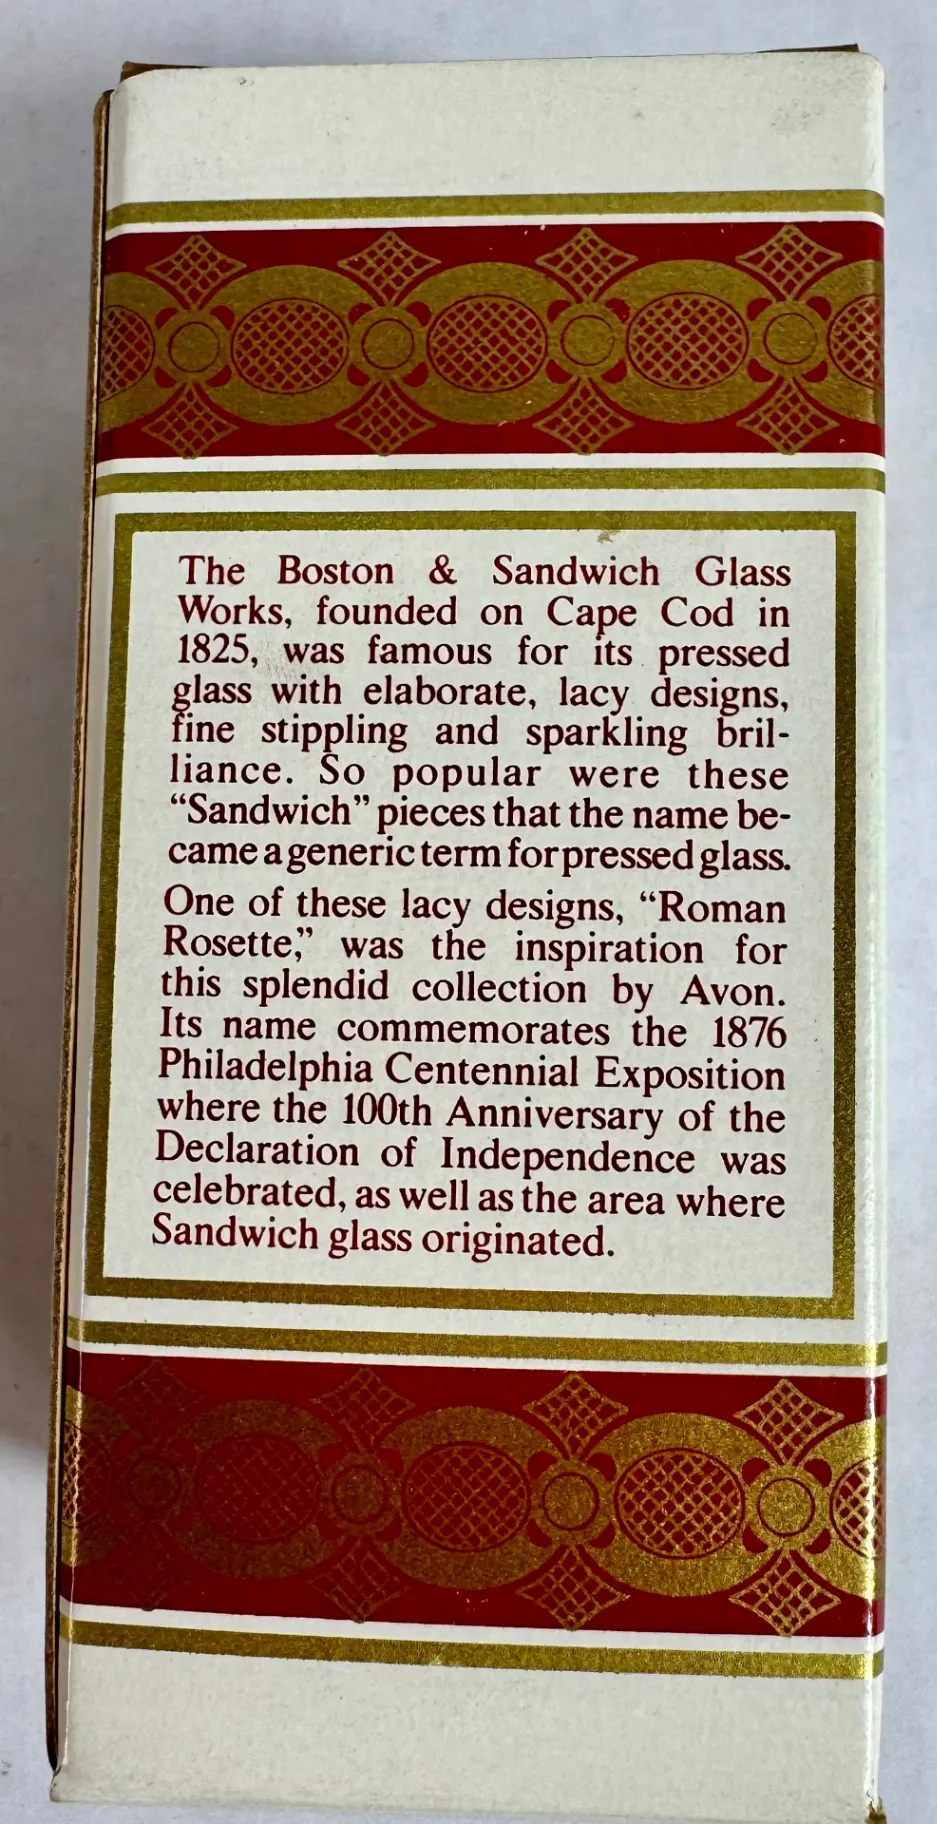 The Boston & Sandwich Glass
Works, founded on Cape Cod in
1825, was famous for its pressed
glass with elaborate, lacy designs,
fine stippling and sparkling bril-
liance. So popular were these
“Sandwich” pieces that the name be-
came a generic term for pressed glass.
One of these lacy designs, “Roman
Rosette,” was the inspiration for
this splendid collection by Avon.
Its name commemorates the 1876
Philadelphia Centennial Exposition
where the 100th Anniversary of the
Declaration of Independence was
celebrated, as well as the area where
Sandwich glass originated.